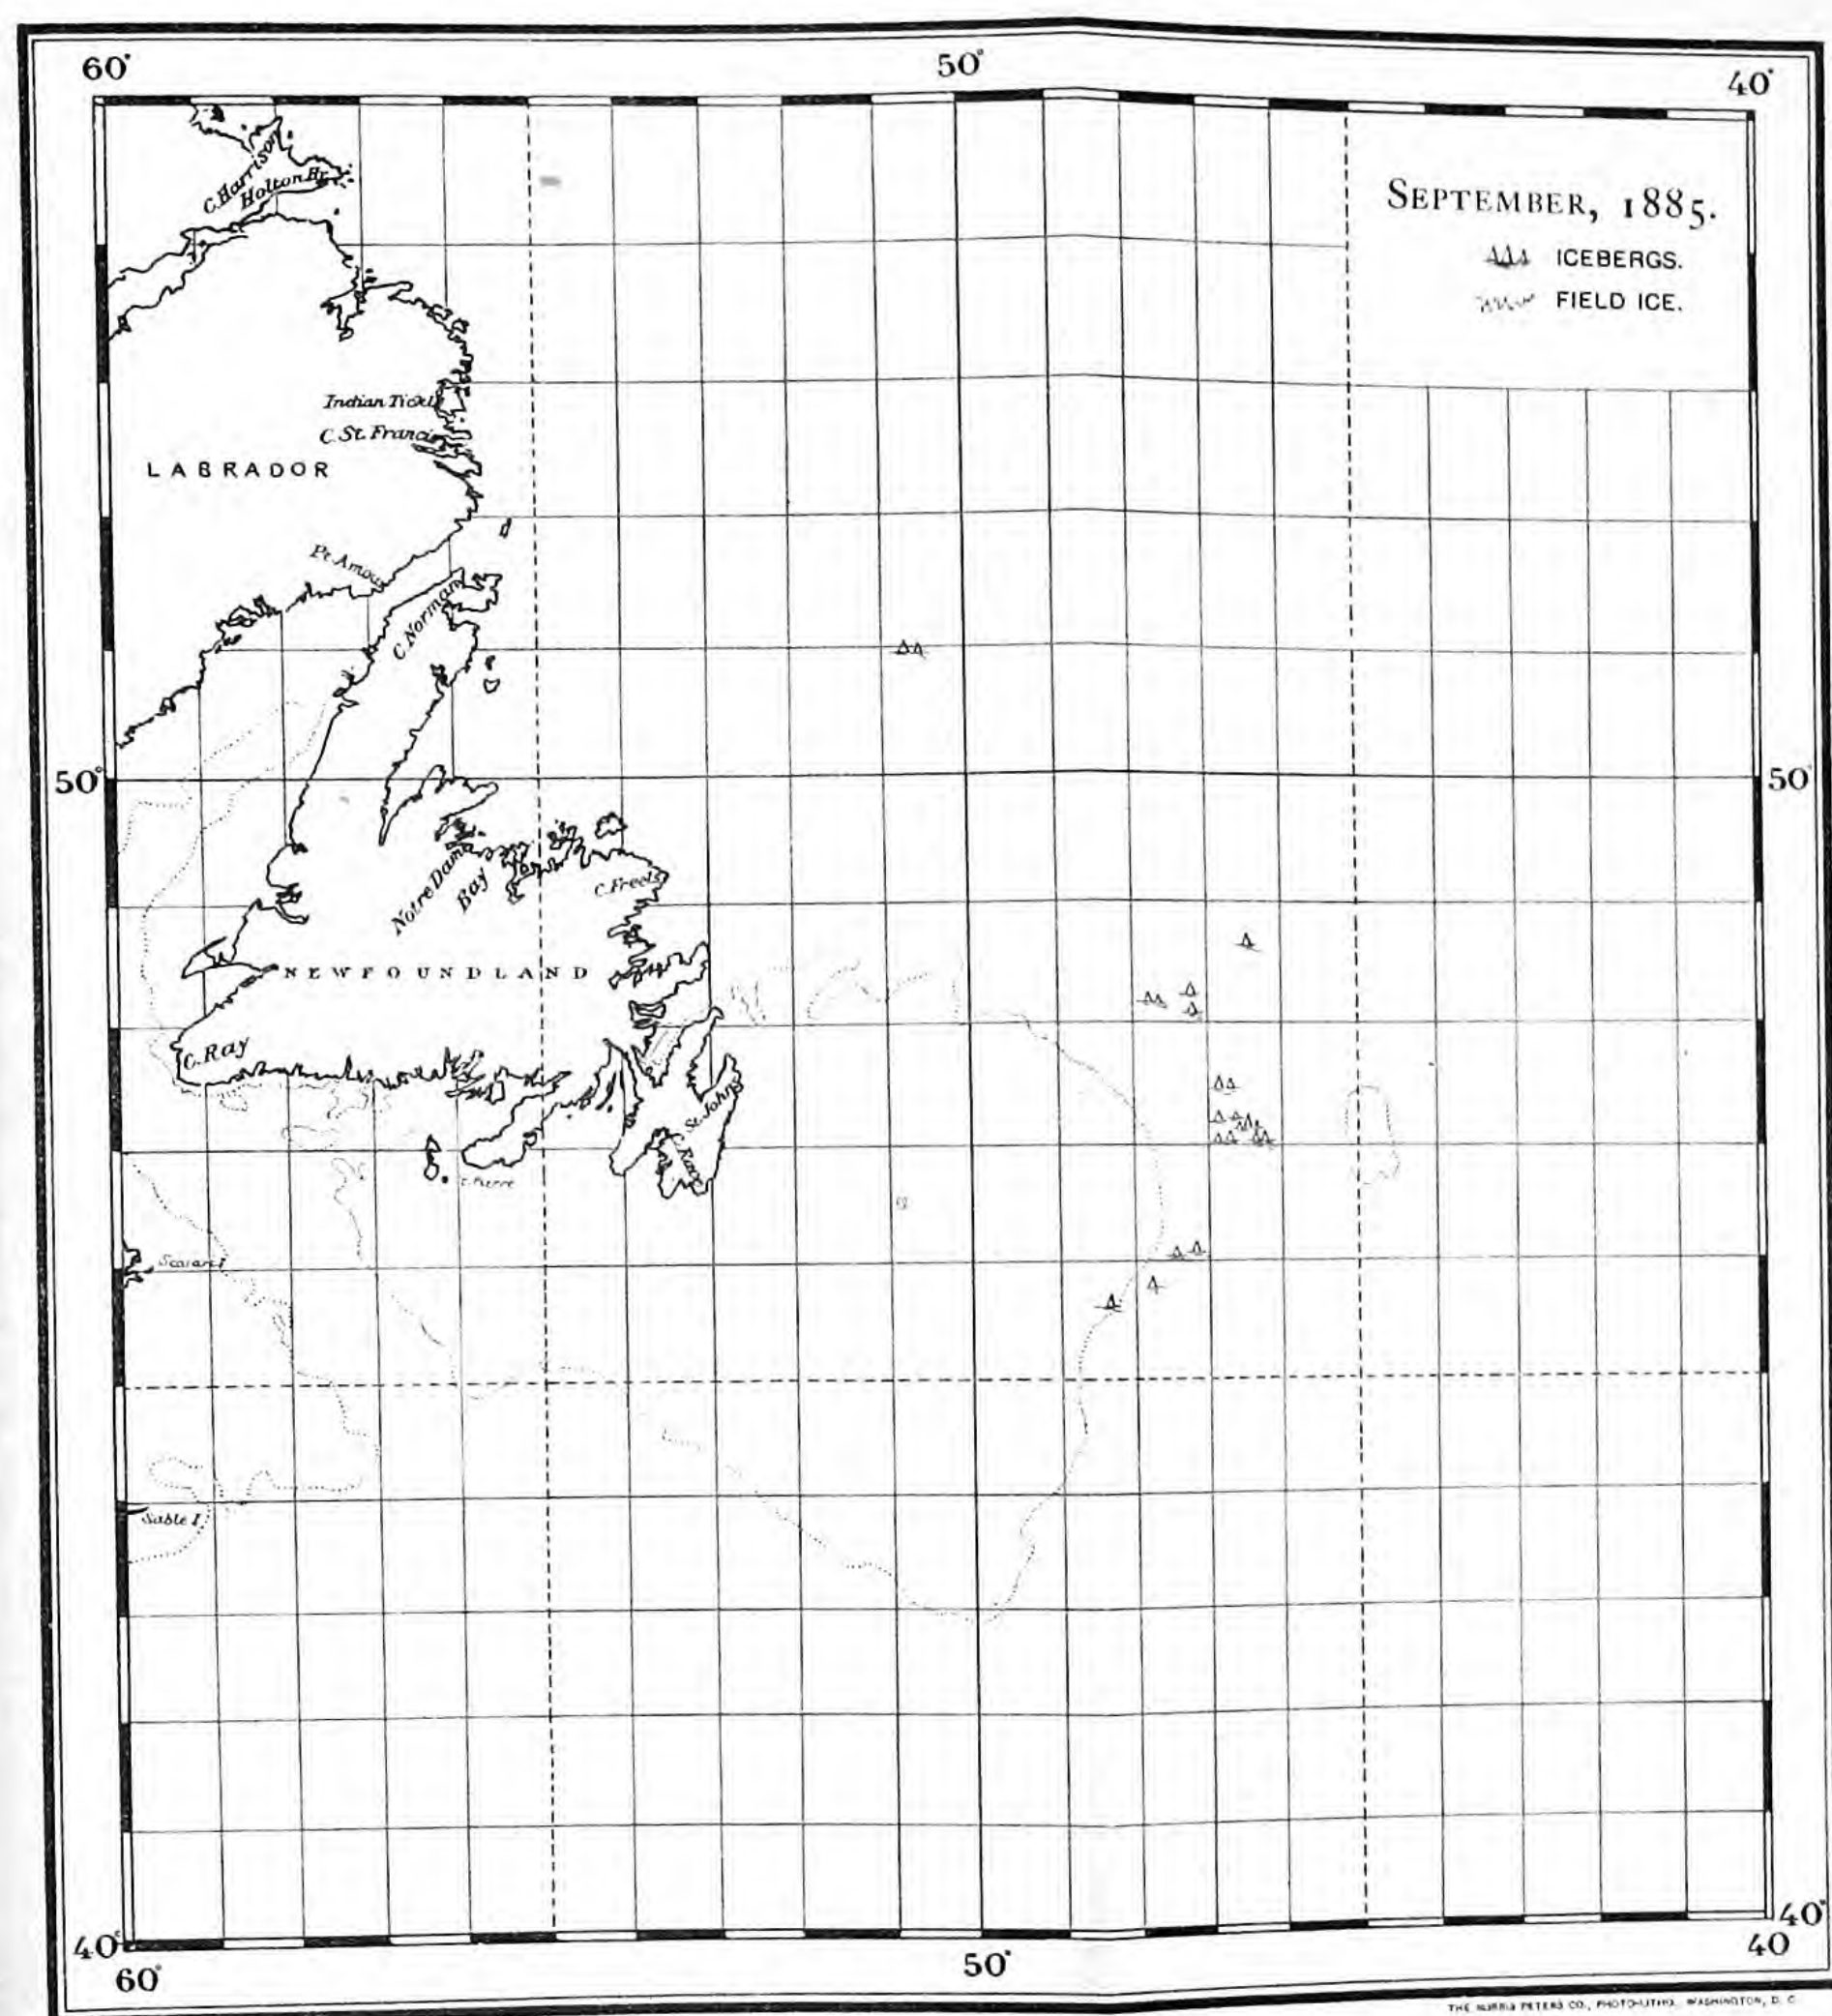 60°
50°
40°
SEPTEMBER, 1885.
ICEBERGS.
FIELD ICE.
C. Harrison
Holton Hr.
Indian Tickle
C. St. Francis
LABRADOR
Pt. Amour
C. Norman
50°
50°
Notre Dame
Bay
C. Freels
NEWFOUNDLAND
C. Ray
St. Johns
C. Race
Scatari I
Sable I
40°
40°
60°
50°
40
THE NORRIS PETERS CO., PHOTO-LITHO., WASHINGTON, D. C.